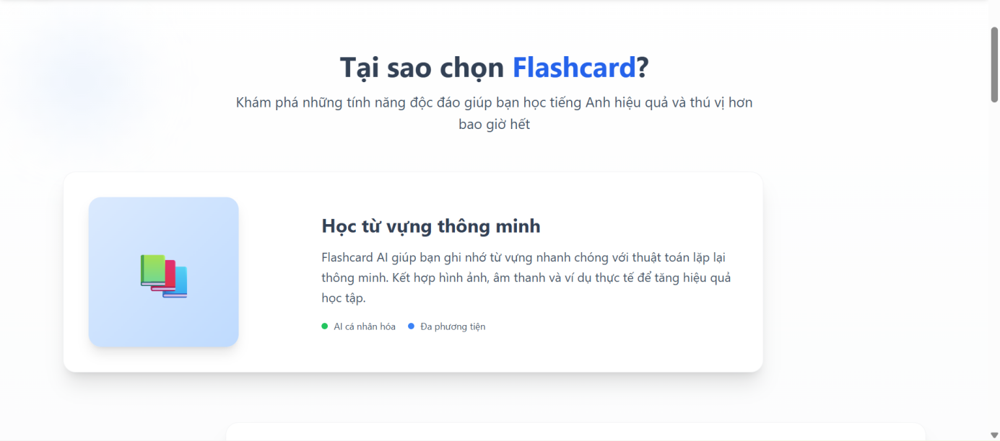 Tại sao chọn Flashcard?
Khám phá những tính năng độc đáo giúp bạn học tiếng Anh hiệu quả và thú vị hơn
bao giờ hết
Học từ vựng thông minh
Flashcard AI giúp bạn ghi nhớ từ vựng nhanh chóng với thuật toán lặp lại
thông minh. Kết hợp hình ảnh, âm thanh và ví dụ thực tế để tăng hiệu quả
học tập.
AI cá nhân hóa Đa phương tiện